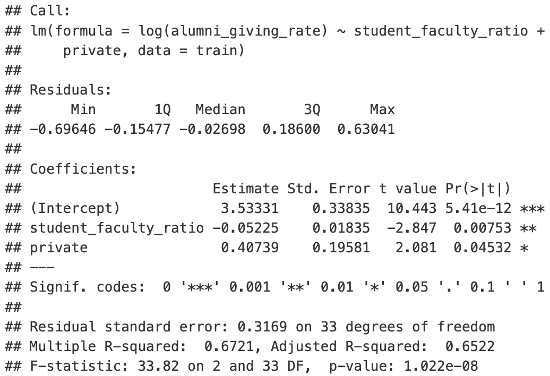 ## Call:
## lm(formula = log(alumni_giving_rate) ~ student_faculty_ratio +
##     private, data = train)
##
## Residuals:
##      Min       1Q   Median       3Q      Max
## -0.69646 -0.15477 -0.02698  0.18600  0.63041
##
## Coefficients:
##                       Estimate Std. Error t value Pr(>|t|)
## (Intercept)            3.53331    0.33835  10.443 5.41e-12 ***
## student_faculty_ratio -0.05225    0.01835  -2.847  0.00753 **
## private                0.40739    0.19581   2.081  0.04532 *
## ---
## Signif. codes:  0 '***' 0.001 '**' 0.01 '*' 0.05 '.' 0.1 ' ' 1
##
## Residual standard error: 0.3169 on 33 degrees of freedom
## Multiple R-squared:  0.6721, Adjusted R-squared:  0.6522
## F-statistic: 33.82 on 2 and 33 DF,  p-value: 1.022e-08